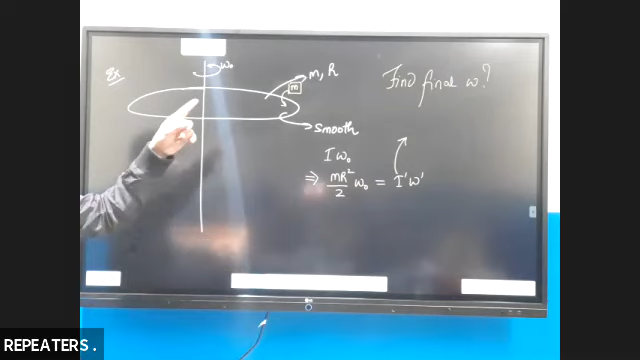 Ex
ω₀
m, R
m
smooth
Find final ω?
Iω₀
⇒ mR²/2 ω₀ = I'ω'
REPEATERS.